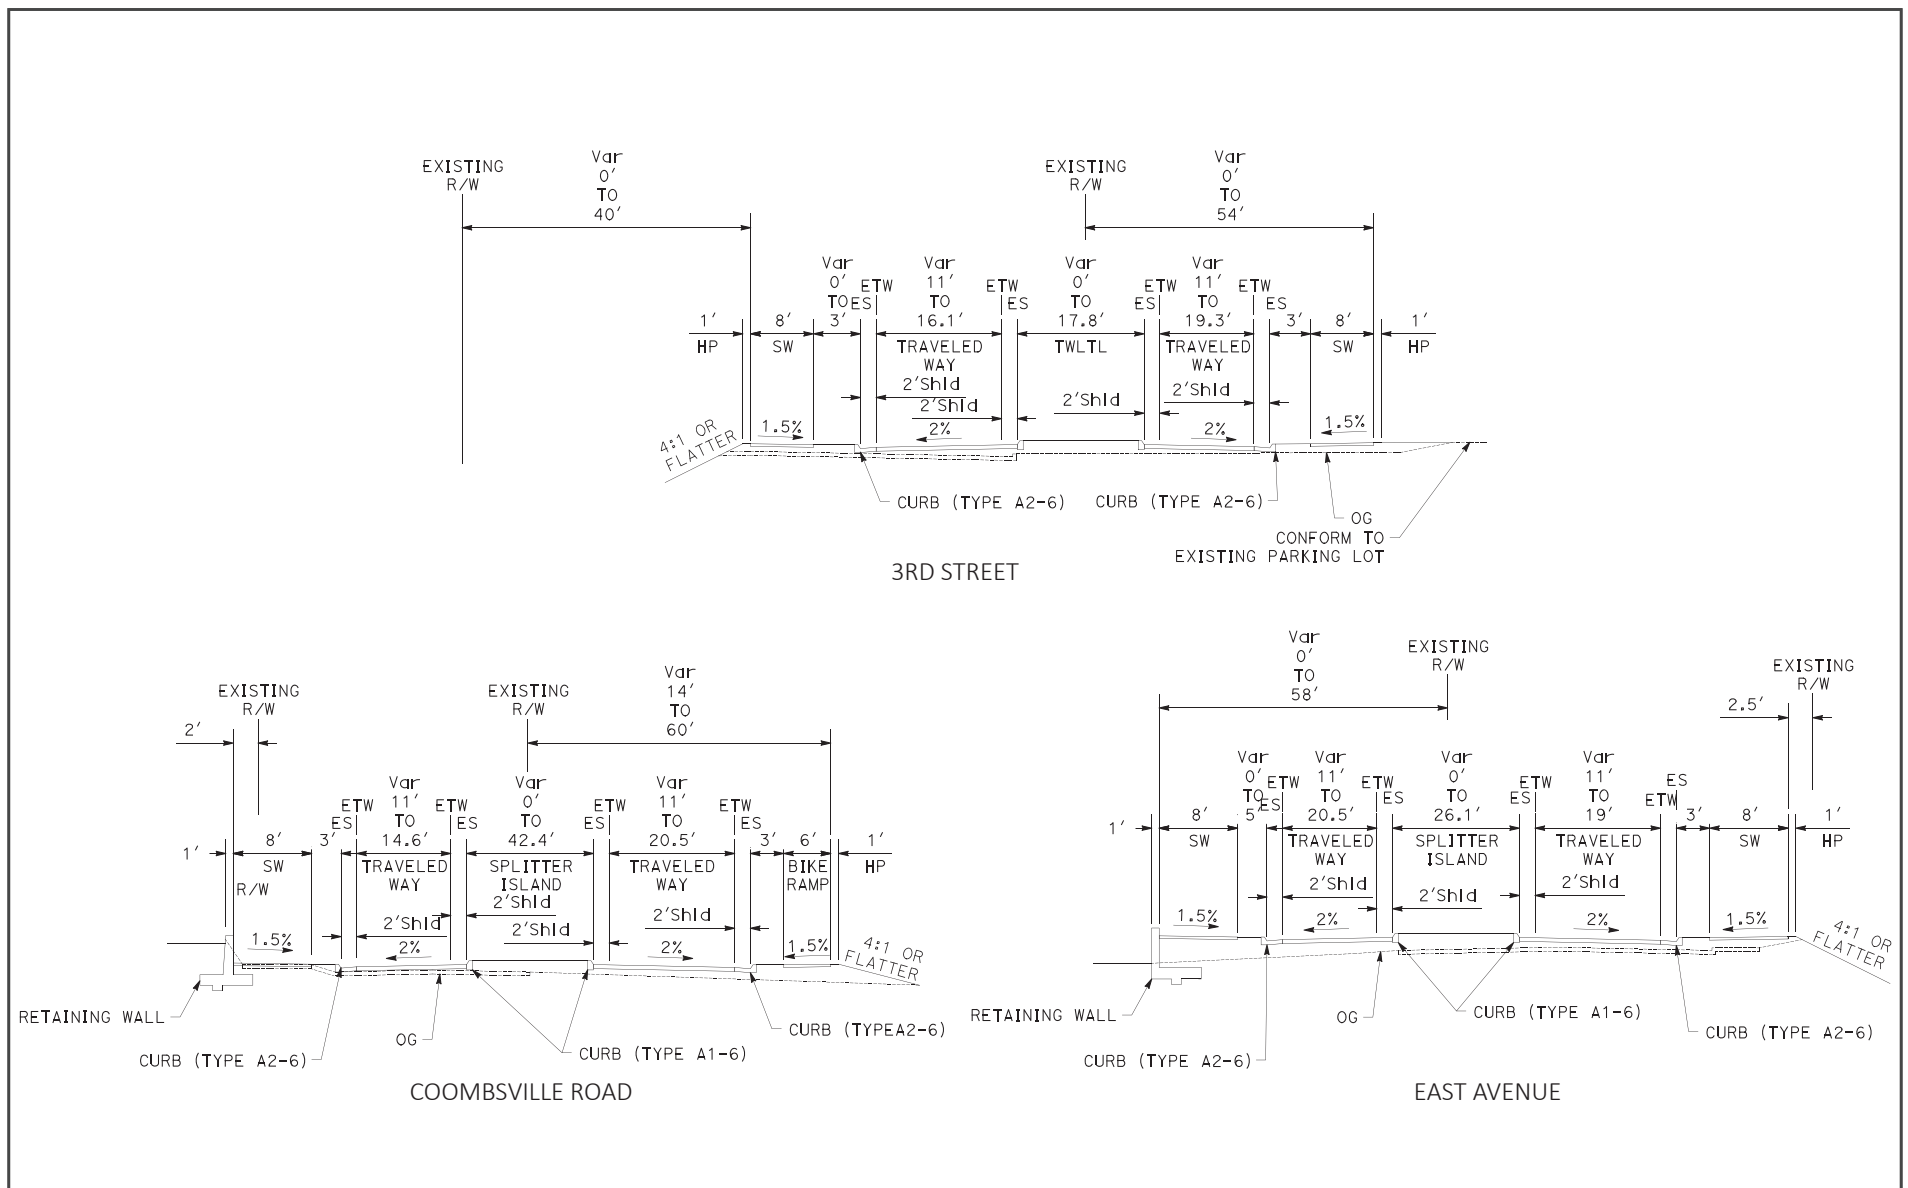 EXISTING
R/W
Var
0'
TO
40'
EXISTING
R/W
Var
0'
TO
54'
1'
HP
8'
SW
Var
0'
TO
3'
ES
ETW
Var
11'
TO
16.1'
TRAVELED
WAY
ETW
ES
Var
0'
TO
17.8'
TWLTL
ES
ETW
Var
11'
TO
19.3'
TRAVELED
WAY
ETW
ES
3'
8'
SW
1'
HP
2'Shld
2'Shld
2'Shld
2'Shld
4:1 OR
FLATTER
1.5%
2%
2%
1.5%
CURB (TYPE A2-6)
CURB (TYPE A2-6)
OG
CONFORM TO
EXISTING PARKING LOT
3RD STREET
EXISTING
R/W
2'
EXISTING
R/W
Var
14'
TO
60'
1'
8'
SW
R/W
3'
ES
ETW
Var
11'
TO
14.6'
TRAVELED
WAY
ETW
ES
Var
0'
TO
42.4'
SPLITTER
ISLAND
ETW
ES
Var
11'
TO
20.5'
TRAVELED
WAY
ETW
ES
3'
6'
BIKE
RAMP
1'
HP
2'Shld
2'Shld
2'Shld
2'Shld
1.5%
2%
2%
1.5%
4:1 OR
FLATTER
RETAINING WALL
CURB (TYPE A2-6)
OG
CURB (TYPE A1-6)
CURB (TYPEA2-6)
COOMBSVILLE ROAD
Var
0'
TO
58'
EXISTING
R/W
EXISTING
R/W
2.5'
1'
8'
SW
Var
0'
TO
5'
ES
ETW
Var
11'
TO
20.5'
TRAVELED
WAY
ETW
ES
Var
0'
TO
26.1'
SPLITTER
ISLAND
ETW
ES
Var
11'
TO
19'
TRAVELED
WAY
ES
ETW
3'
8'
SW
1'
HP
2'Shld
2'Shld
2'Shld
1.5%
2%
2%
1.5%
4:1 OR
FLATTER
RETAINING WALL
CURB (TYPE A2-6)
OG
CURB (TYPE A1-6)
CURB (TYPE A2-6)
EAST AVENUE